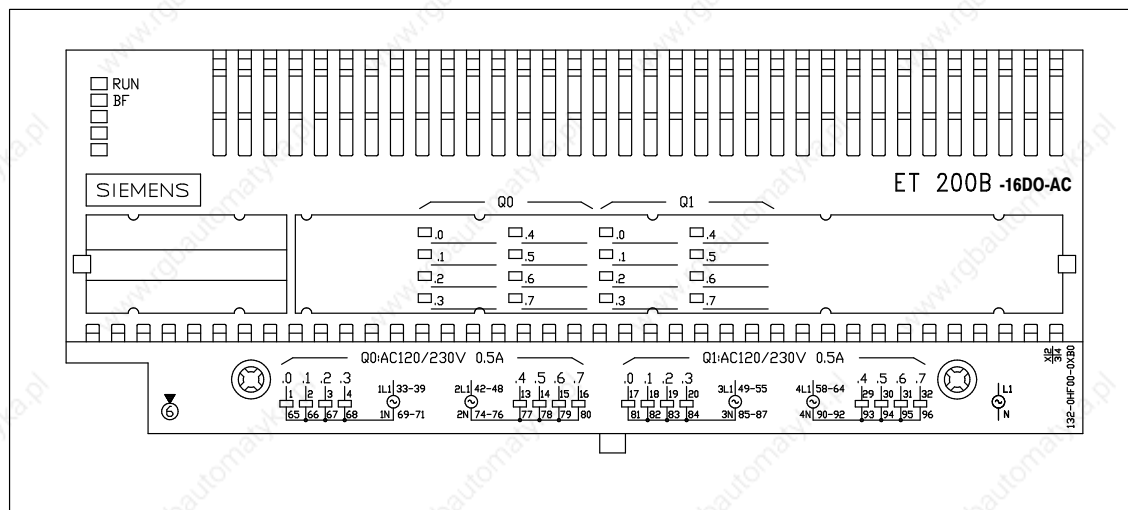 RUN
BF
SIEMENS
ET 200B -16DO-AC
Q0 Q1
.0 .4 .0 .4
.1 .5 .1 .5
.2 .6 .2 .6
.3 .7 .3 .7
Q0:AC120/230V 0.5A Q1:AC120/230V 0.5A
.0 .1 .2 .3 .4 .5 .6 .7 .0 .1 .2 .3 .4 .5 .6 .7
1 2 3 4 1L1 33-39 2L1 42-48 13 14 15 16 17 18 19 20 3L1 49-55 4L1 58-64 29 30 31 32 L1
65 66 67 68 1N 69-71 2N 74-76 77 78 79 80 81 82 83 84 3N 85-87 4N 90-92 93 94 95 96 N
6
132-0HF00-0XB0
www.rgbautomatyka.pl